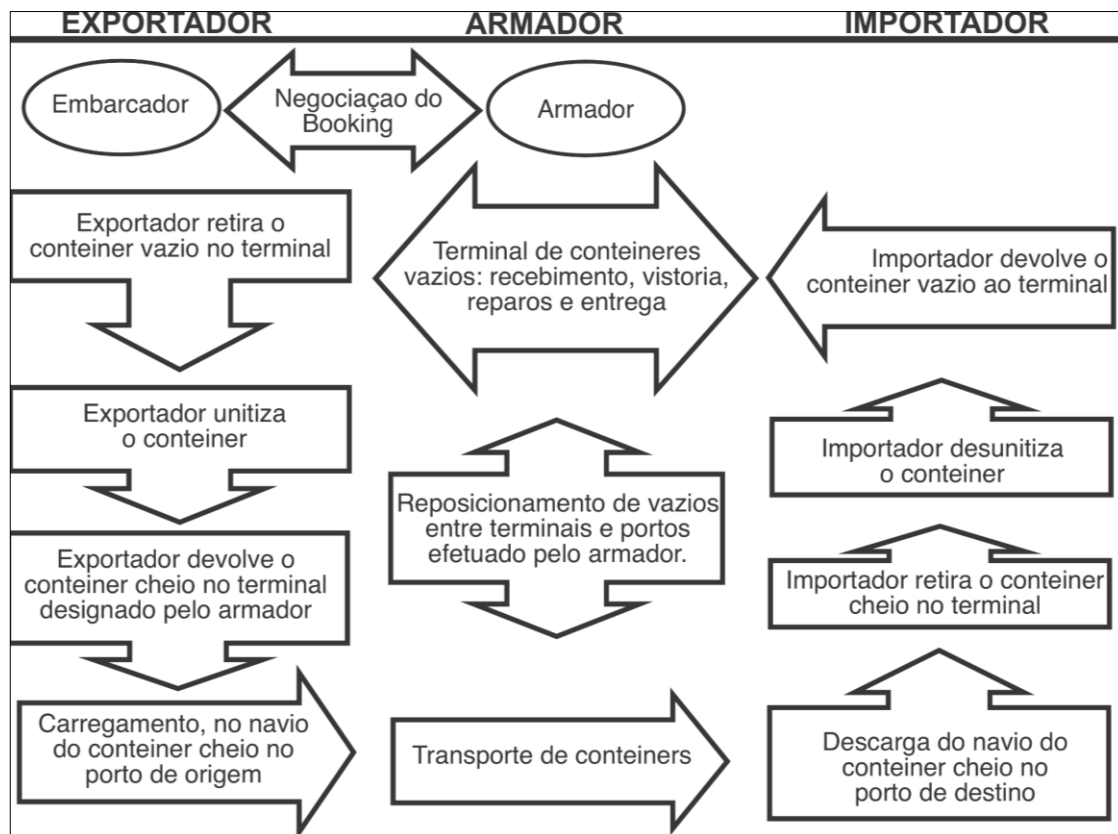 EXPORTADOR
ARMADOR
IMPORTADOR
Embarcador
Negociaçao do
Booking
Armador
Exportador retira o
conteiner vazio no terminal
Terminal de conteineres
vazios: recebimento, vistoria,
reparos e entrega
Importador devolve o
conteiner vazio ao terminal
Exportador unitiza
o conteiner
Reposicionamento de vazios
entre terminais e portos
efetuado pelo armador.
Importador desunitiza
o conteiner
Exportador devolve o
conteiner cheio no terminal
designado pelo armador
Importador retira o conteiner
cheio no terminal
Carregamento, no navio
do conteiner cheio no
porto de origem
Transporte de conteiners
Descarga do navio do
conteiner cheio no
porto de destino